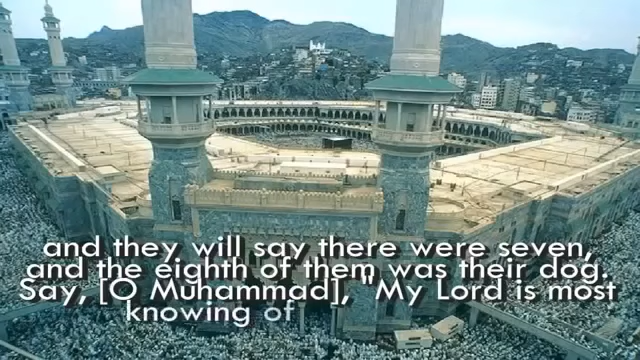 and they will say there were seven,
and the eighth of them was their dog.
Say, [O Muhammad], "My Lord is most
knowing of